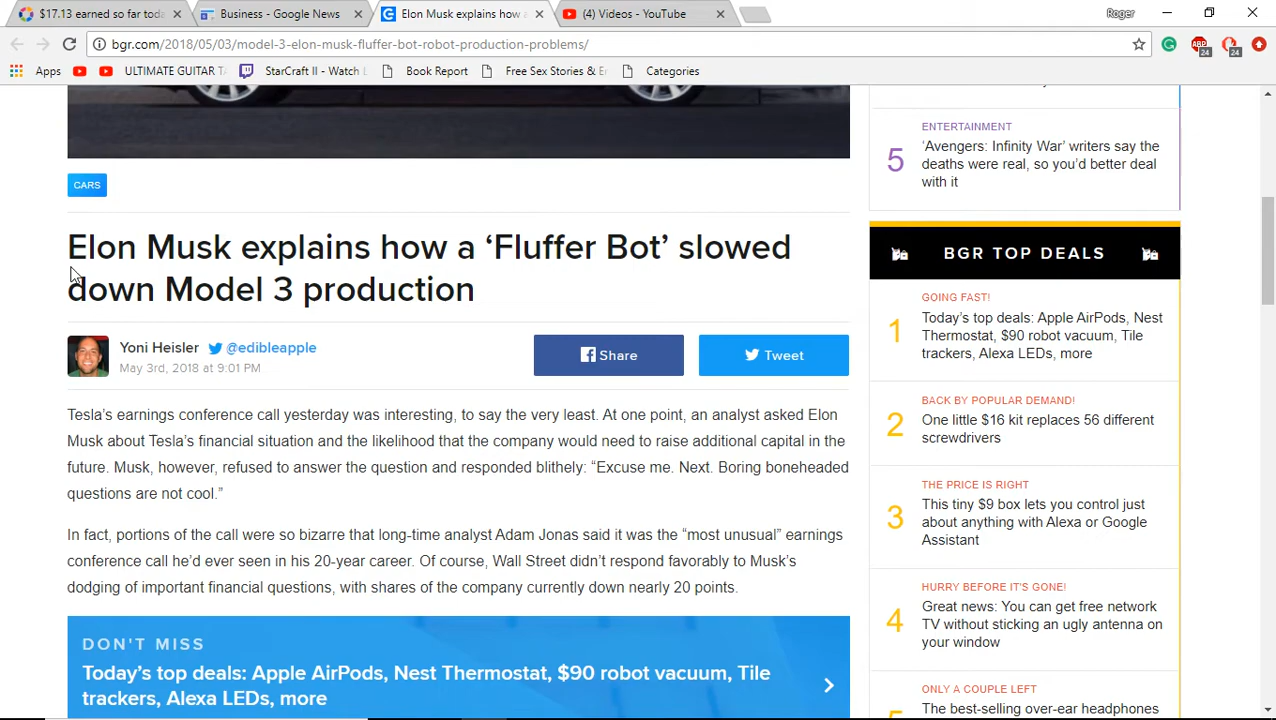 $17.13 earned so far toda
Business - Google News
Elon Musk explains how a
(4) Videos - YouTube
Roger
bgr.com/2018/05/03/model-3-elon-musk-fluffer-bot-robot-production-problems/
ABP
24
24
Apps
ULTIMATE GUITAR TA
StarCraft II - Watch L
Book Report
Free Sex Stories & E
Categories
CARS
Elon Musk explains how a ‘Fluffer Bot’ slowed
down Model 3 production
Yoni Heisler
@edibleapple
May 3rd, 2018 at 9:01 PM
Share
Tweet
Tesla’s earnings conference call yesterday was interesting, to say the very least. At one point, an analyst asked Elon
Musk about Tesla’s financial situation and the likelihood that the company would need to raise additional capital in the
future. Musk, however, refused to answer the question and responded blithely: “Excuse me. Next. Boring boneheaded
questions are not cool.”
In fact, portions of the call were so bizarre that long-time analyst Adam Jonas said it was the “most unusual” earnings
conference call he’d ever seen in his 20-year career. Of course, Wall Street didn’t respond favorably to Musk’s
dodging of important financial questions, with shares of the company currently down nearly 20 points.
DON'T MISS
Today’s top deals: Apple AirPods, Nest Thermostat, $90 robot vacuum, Tile
trackers, Alexa LEDs, more
ENTERTAINMENT
5
‘Avengers: Infinity War’ writers say the
deaths were real, so you’d better deal
with it
BGR TOP DEALS
GOING FAST!
1
Today’s top deals: Apple AirPods, Nest
Thermostat, $90 robot vacuum, Tile
trackers, Alexa LEDs, more
BACK BY POPULAR DEMAND!
2
One little $16 kit replaces 56 different
screwdrivers
THE PRICE IS RIGHT
3
This tiny $9 box lets you control just
about anything with Alexa or Google
Assistant
HURRY BEFORE IT'S GONE!
4
Great news: You can get free network
TV without sticking an ugly antenna on
your window
ONLY A COUPLE LEFT
5
The best-selling over-ear headphones